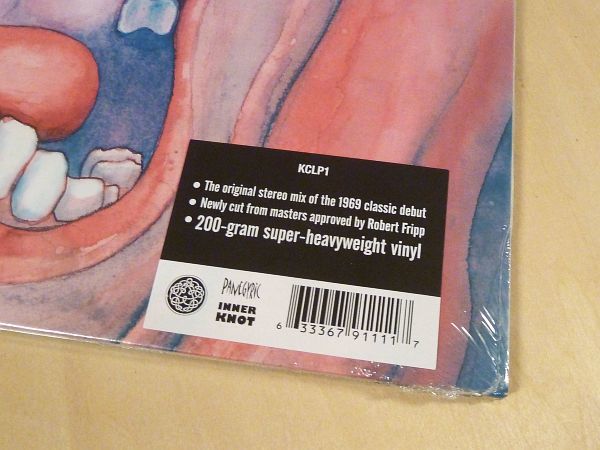 KCLP1
• The original stereo mix of the 1969 classic debut
• Newly cut from masters approved by Robert Fripp
• 200-gram super-heavyweight vinyl
PANEGYRIC
INNER
KNOT
6 33367 91111 7